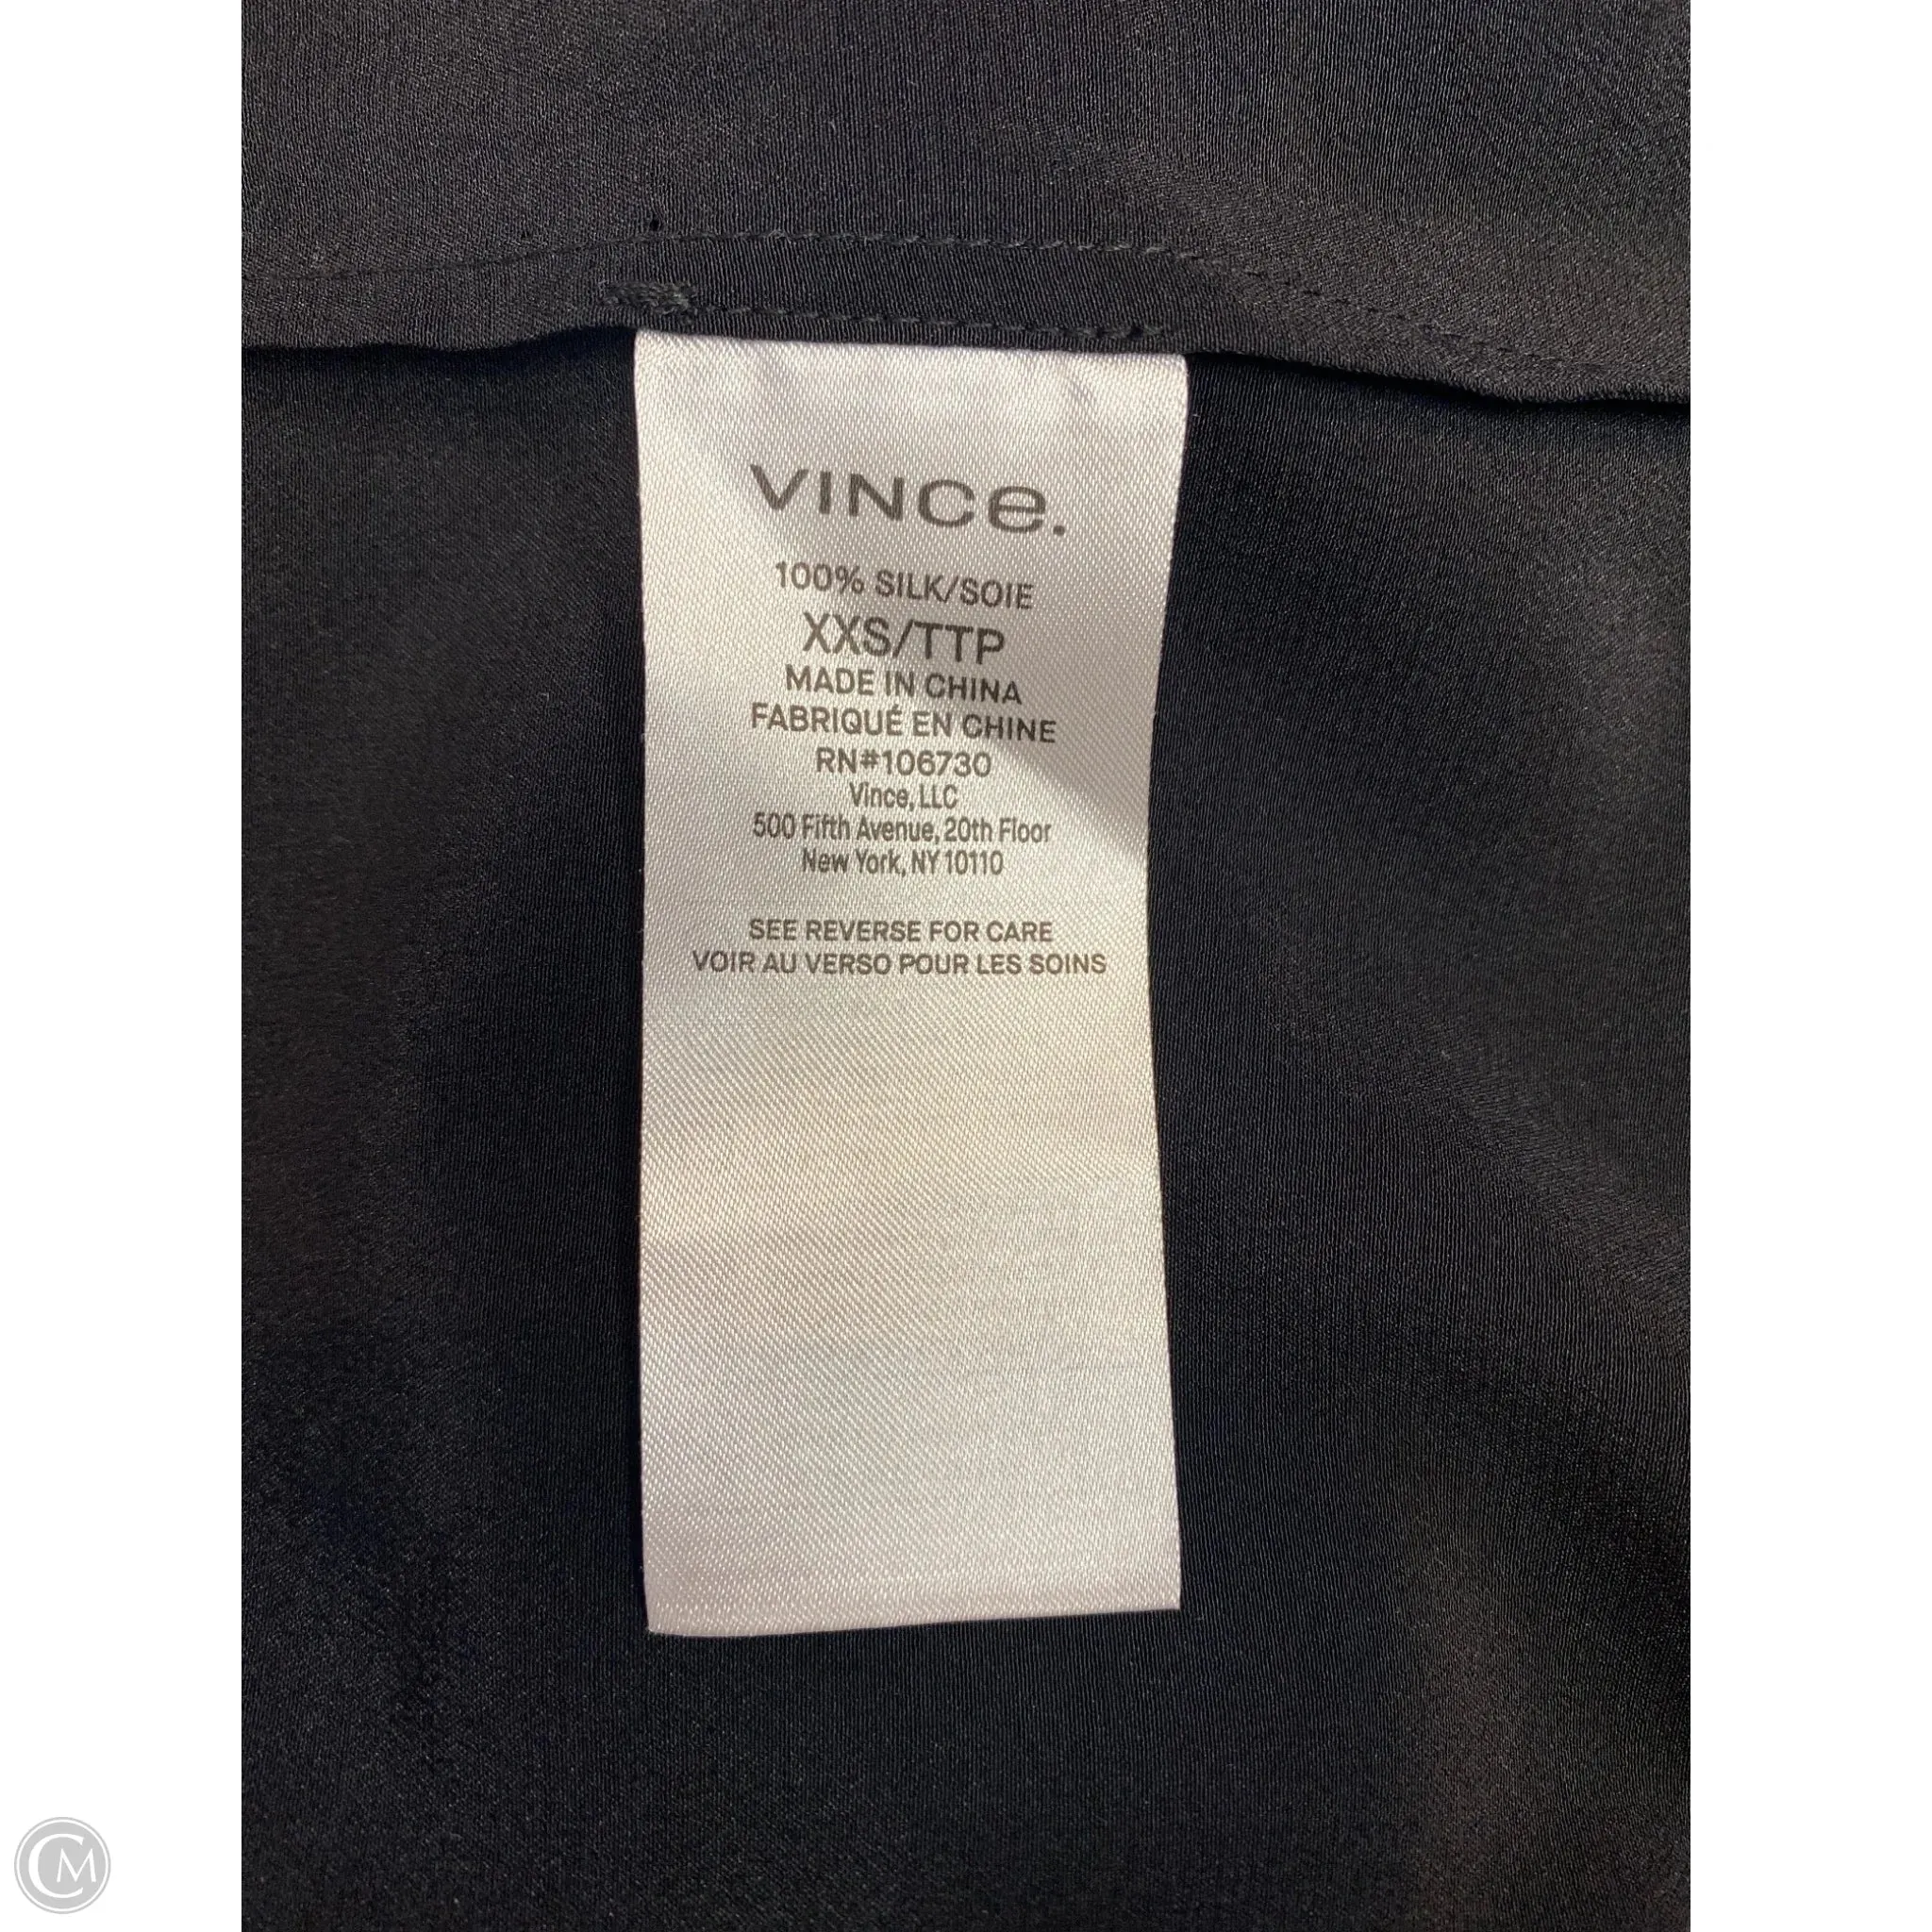 VINCe.
100% SILK/SOIE
XXS/TTP
MADE IN CHINA
FABRIQUÉ EN CHINE
RN#106730
Vince, LLC
500 Fifth Avenue, 20th Floor
New York, NY 10110
SEE REVERSE FOR CARE
VOIR AU VERSO POUR LES SOINS
CM